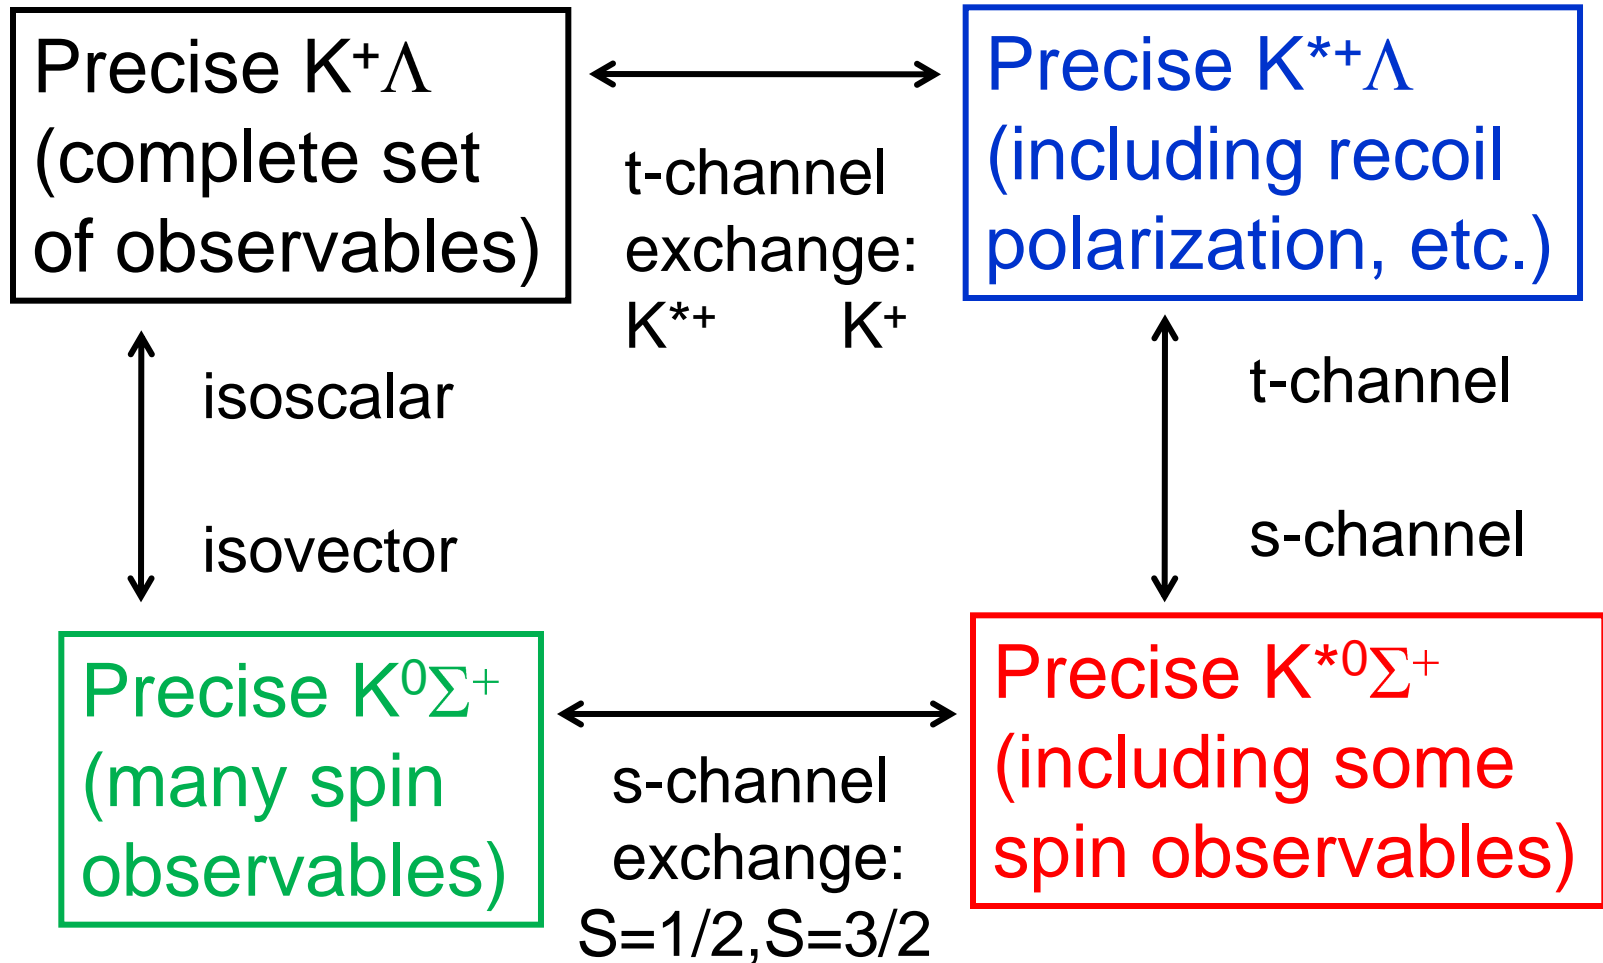 Precise K⁺Λ
(complete set
of observables)
t-channel
exchange:
K*⁺ K⁺
Precise K*⁺Λ
(including recoil
polarization, etc.)
isoscalar
isovector
t-channel
s-channel
Precise K⁰Σ⁺
(many spin
observables)
s-channel
exchange:
S=1/2,S=3/2
Precise K*⁰Σ⁺
(including some
spin observables)